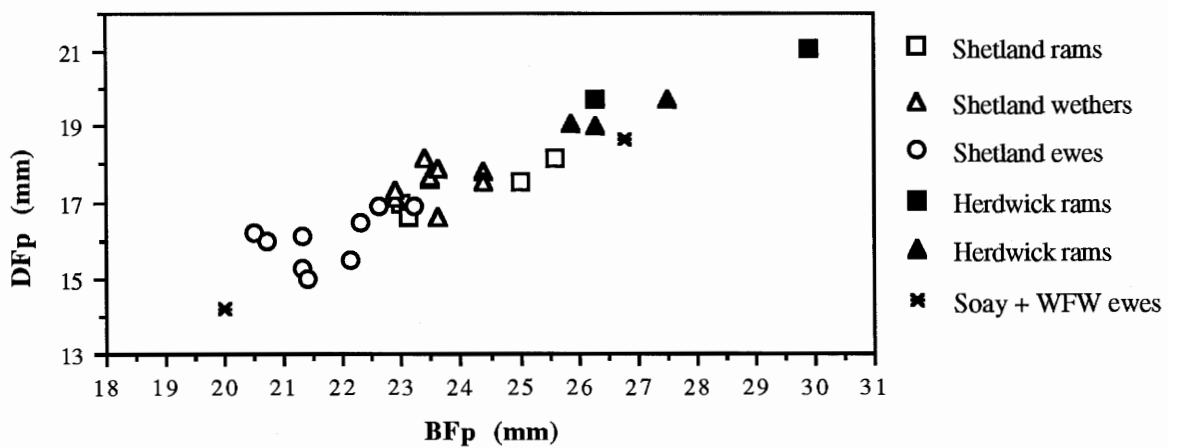 21
19
17
15
13
DFp (mm)
18 19 20 21 22 23 24 25 26 27 28 29 30 31
BFp (mm)
Shetland rams
Shetland wethers
Shetland ewes
Herdwick rams
Herdwick rams
Soay + WFW ewes